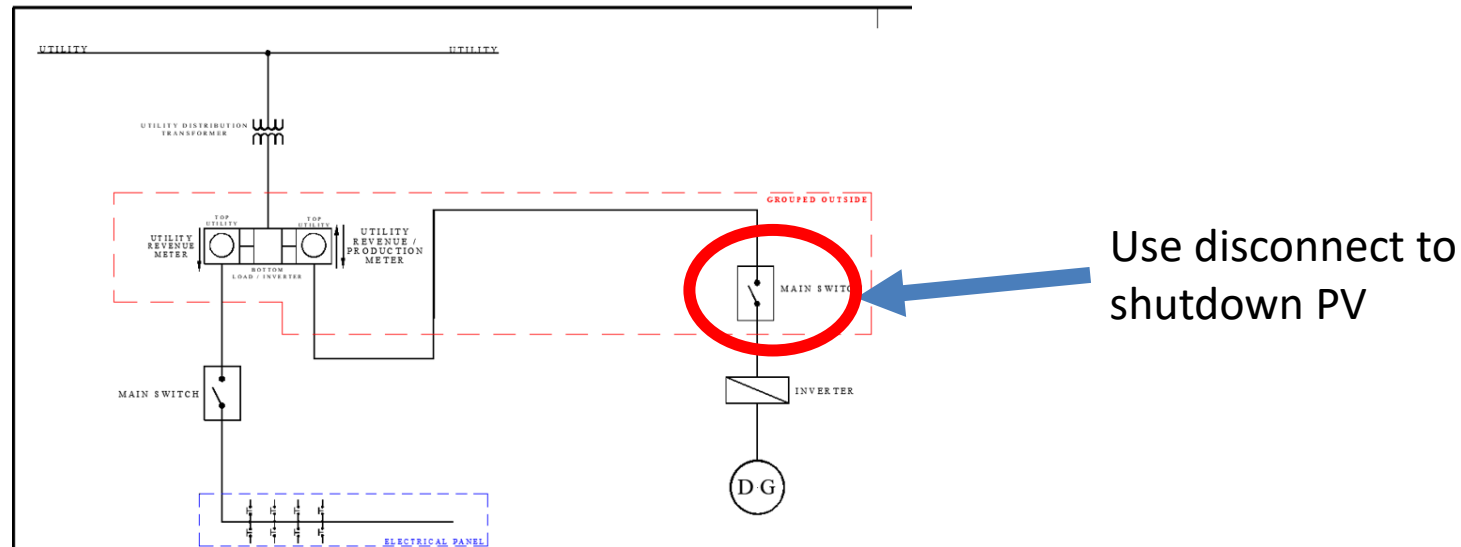 UTILITY
UTILITY
UTILITY DISTRIBUTION
TRANSFORMER
GROUPED OUTSIDE
TOP
UTILITY
TOP
UTILITY
UTILITY
REVENUE
METER
UTILITY
REVENUE /
PRODUCTION
METER
BOTTOM
LOAD / INVERTER
MAIN SWITC
Use disconnect to
shutdown PV
MAIN SWITCH
INVERTER
D·G
ELECTRICAL PANEL